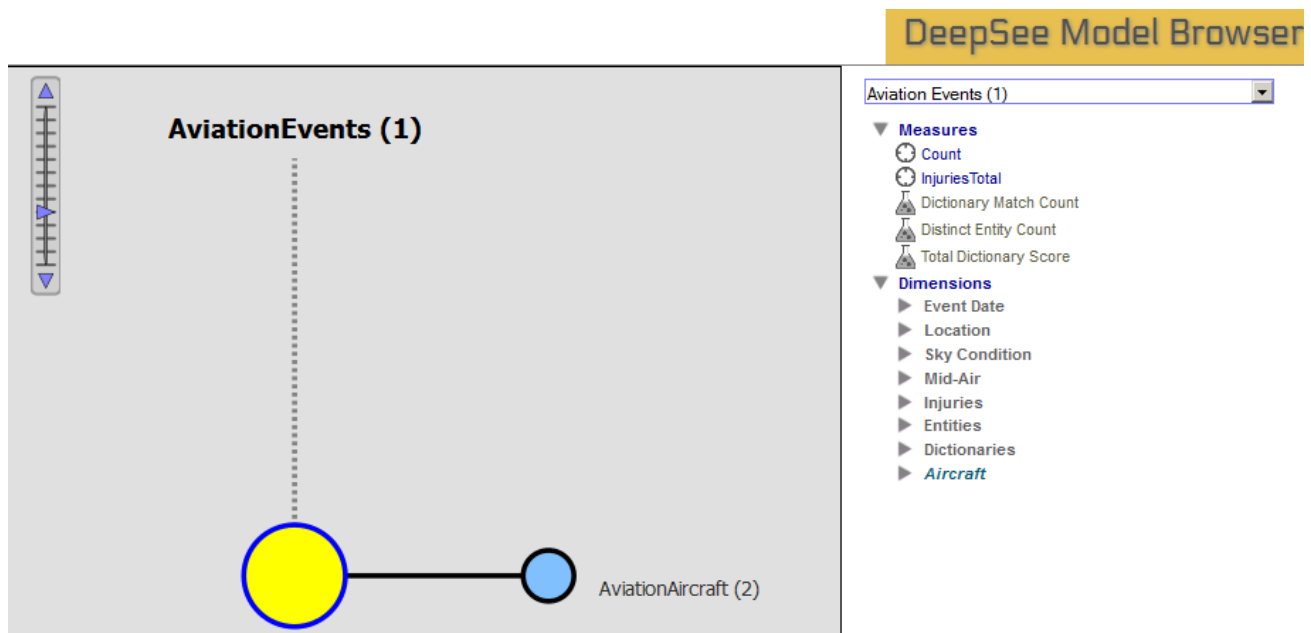 DeepSee Model Browser
AviationEvents (1)
AviationAircraft (2)
Aviation Events (1)
Measures
Count
InjuriesTotal
Dictionary Match Count
Distinct Entity Count
Total Dictionary Score
Dimensions
Event Date
Location
Sky Condition
Mid-Air
Injuries
Entities
Dictionaries
Aircraft